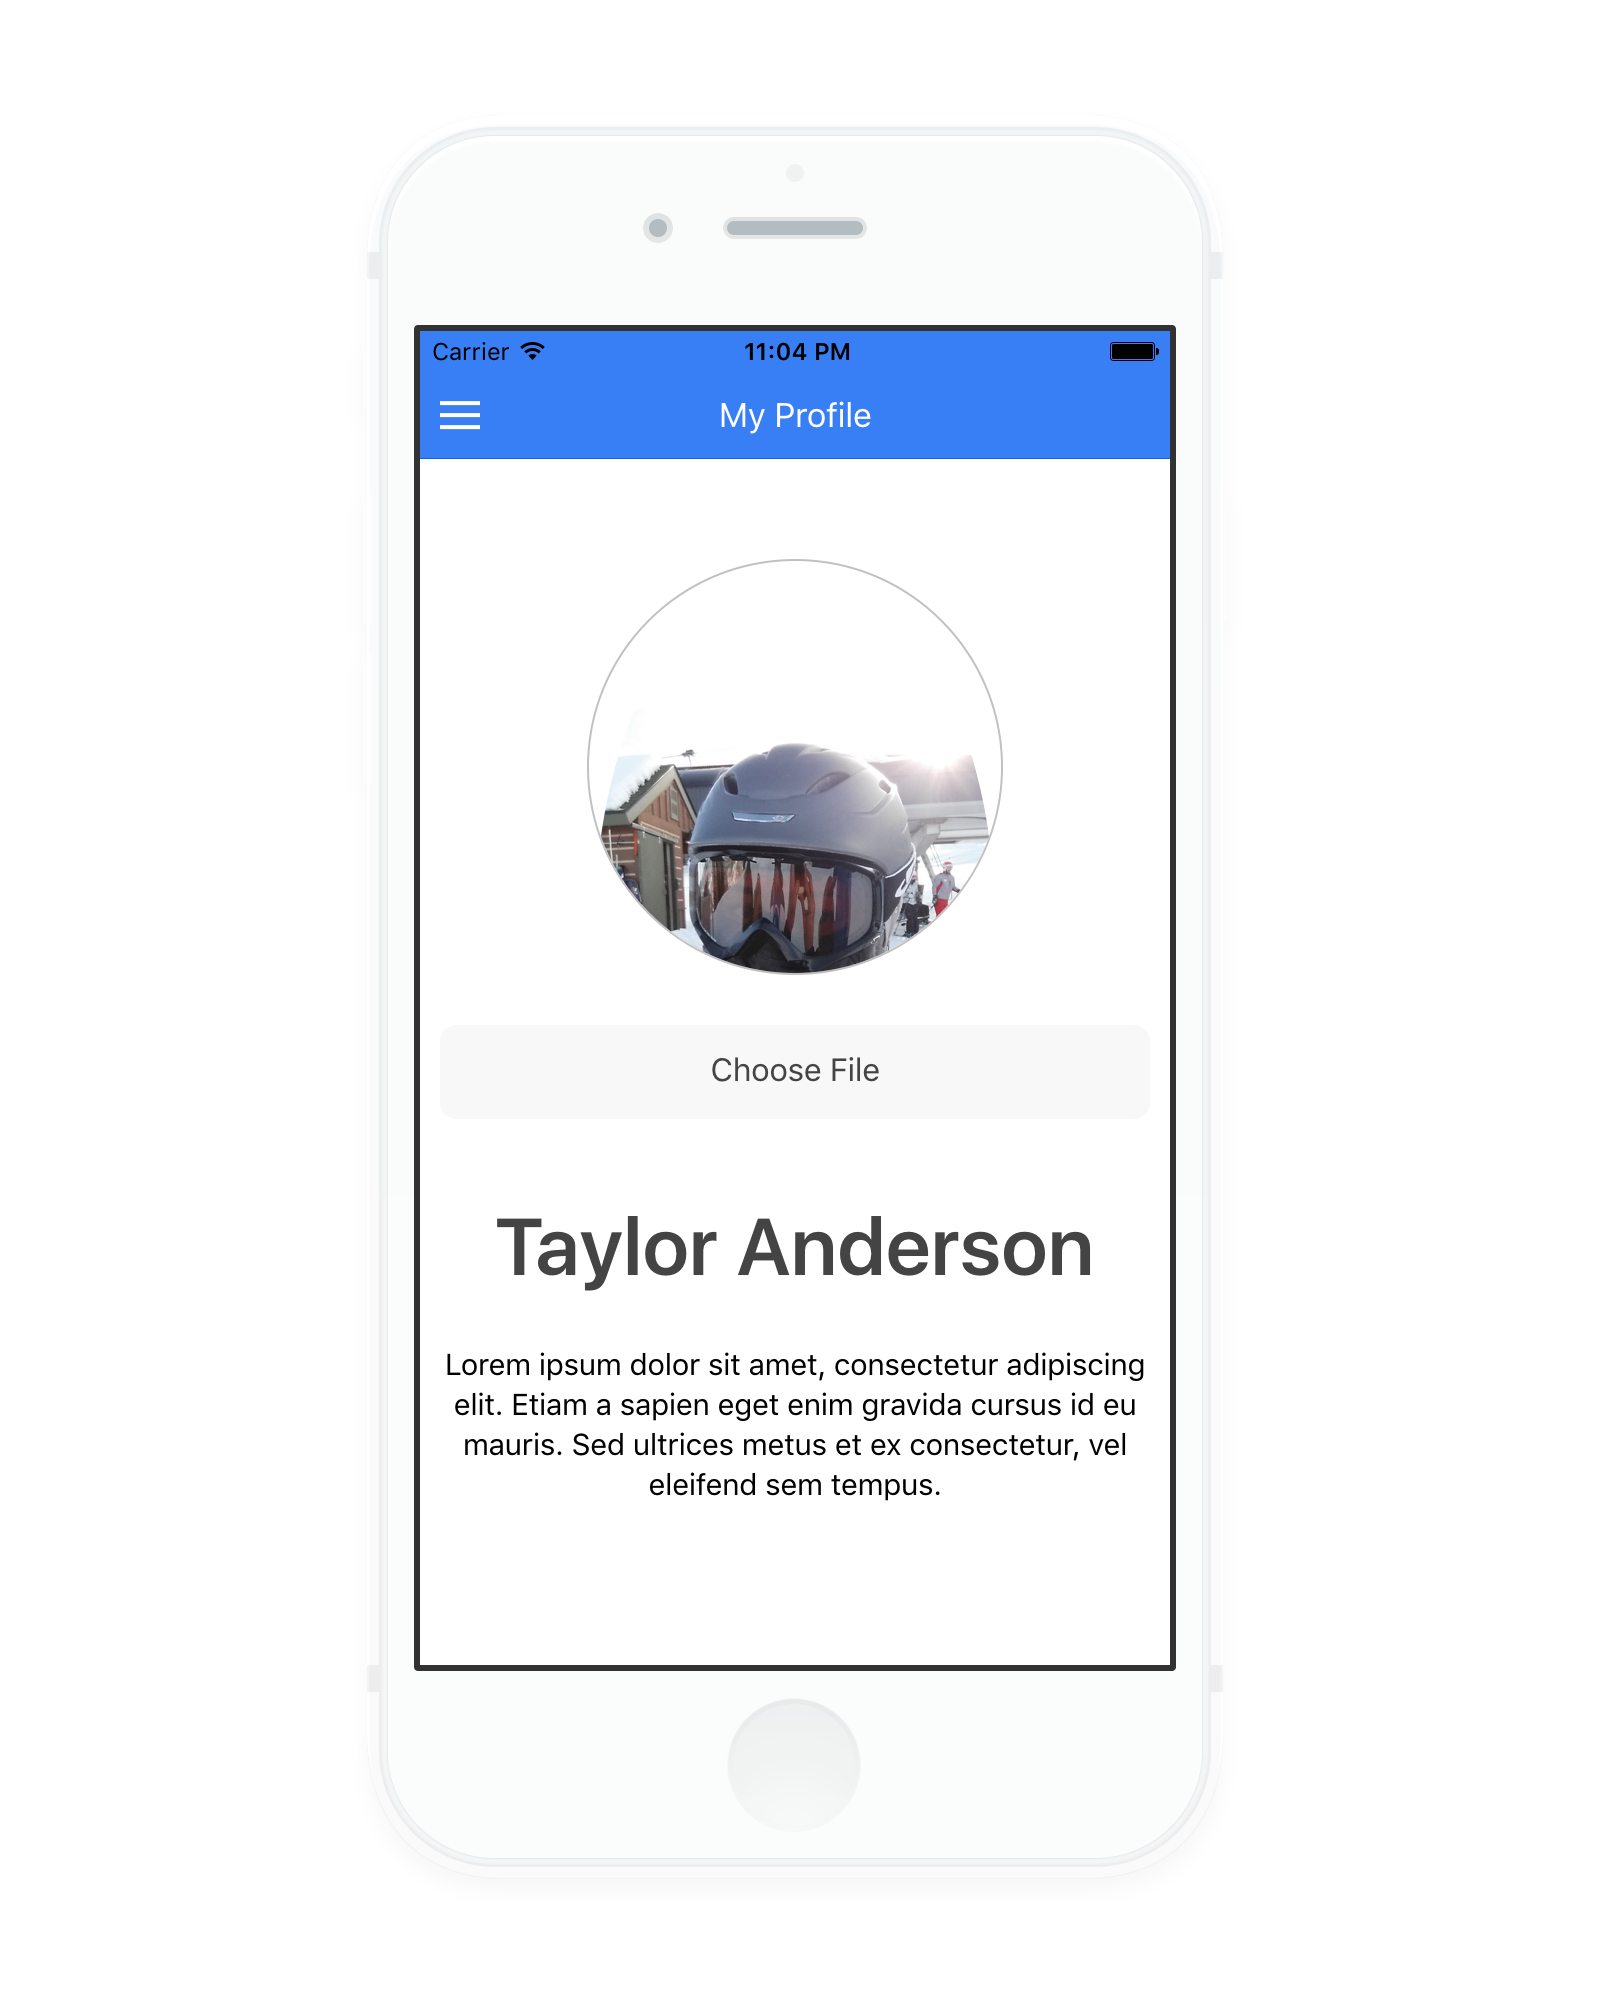 Carrier 11:04 PM
My Profile
Choose File
Taylor Anderson
Lorem ipsum dolor sit amet, consectetur adipiscing
elit. Etiam a sapien eget enim gravida cursus id eu
mauris. Sed ultrices metus et ex consectetur, vel
eleifend sem tempus.